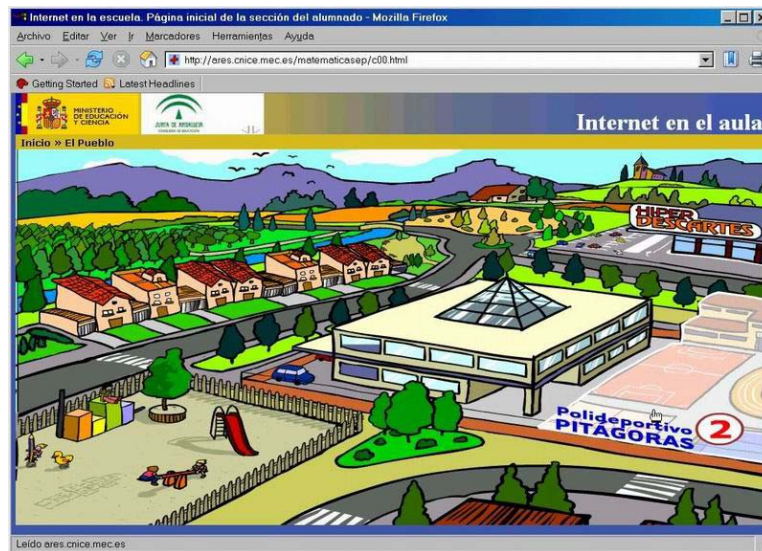 Internet en la escuela. Página inicial de la sección del alumnado - Mozilla Firefox
Archivo Editar Ver Ir Marcadores Herramientas Ayuda
http://ares.cnice.mec.es/matematicasep/c00.html
Getting Started Latest Headlines
MINISTERIO
DE EDUCACIÓN
Y CIENCIA
JUNTA DE ANDALUCIA
Internet en el aula
Inicio » El Pueblo
HIPER
DESCARTES
Polideportivo
PITÁGORAS 2
Leído ares.cnice.mec.es